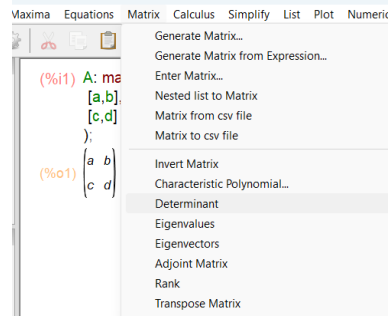 Maxima Equations Matrix Calculus Simplify List Plot Numeric
Generate Matrix...
Generate Matrix from Expression...
Enter Matrix...
Nested list to Matrix
Matrix from csv file
Matrix to csv file
Invert Matrix
Characteristic Polynomial...
Determinant
Eigenvalues
Eigenvectors
Adjoint Matrix
Rank
Transpose Matrix
(%i1) A: ma
[a,b],
[c,d]
);
(%o1) (a b
c d)